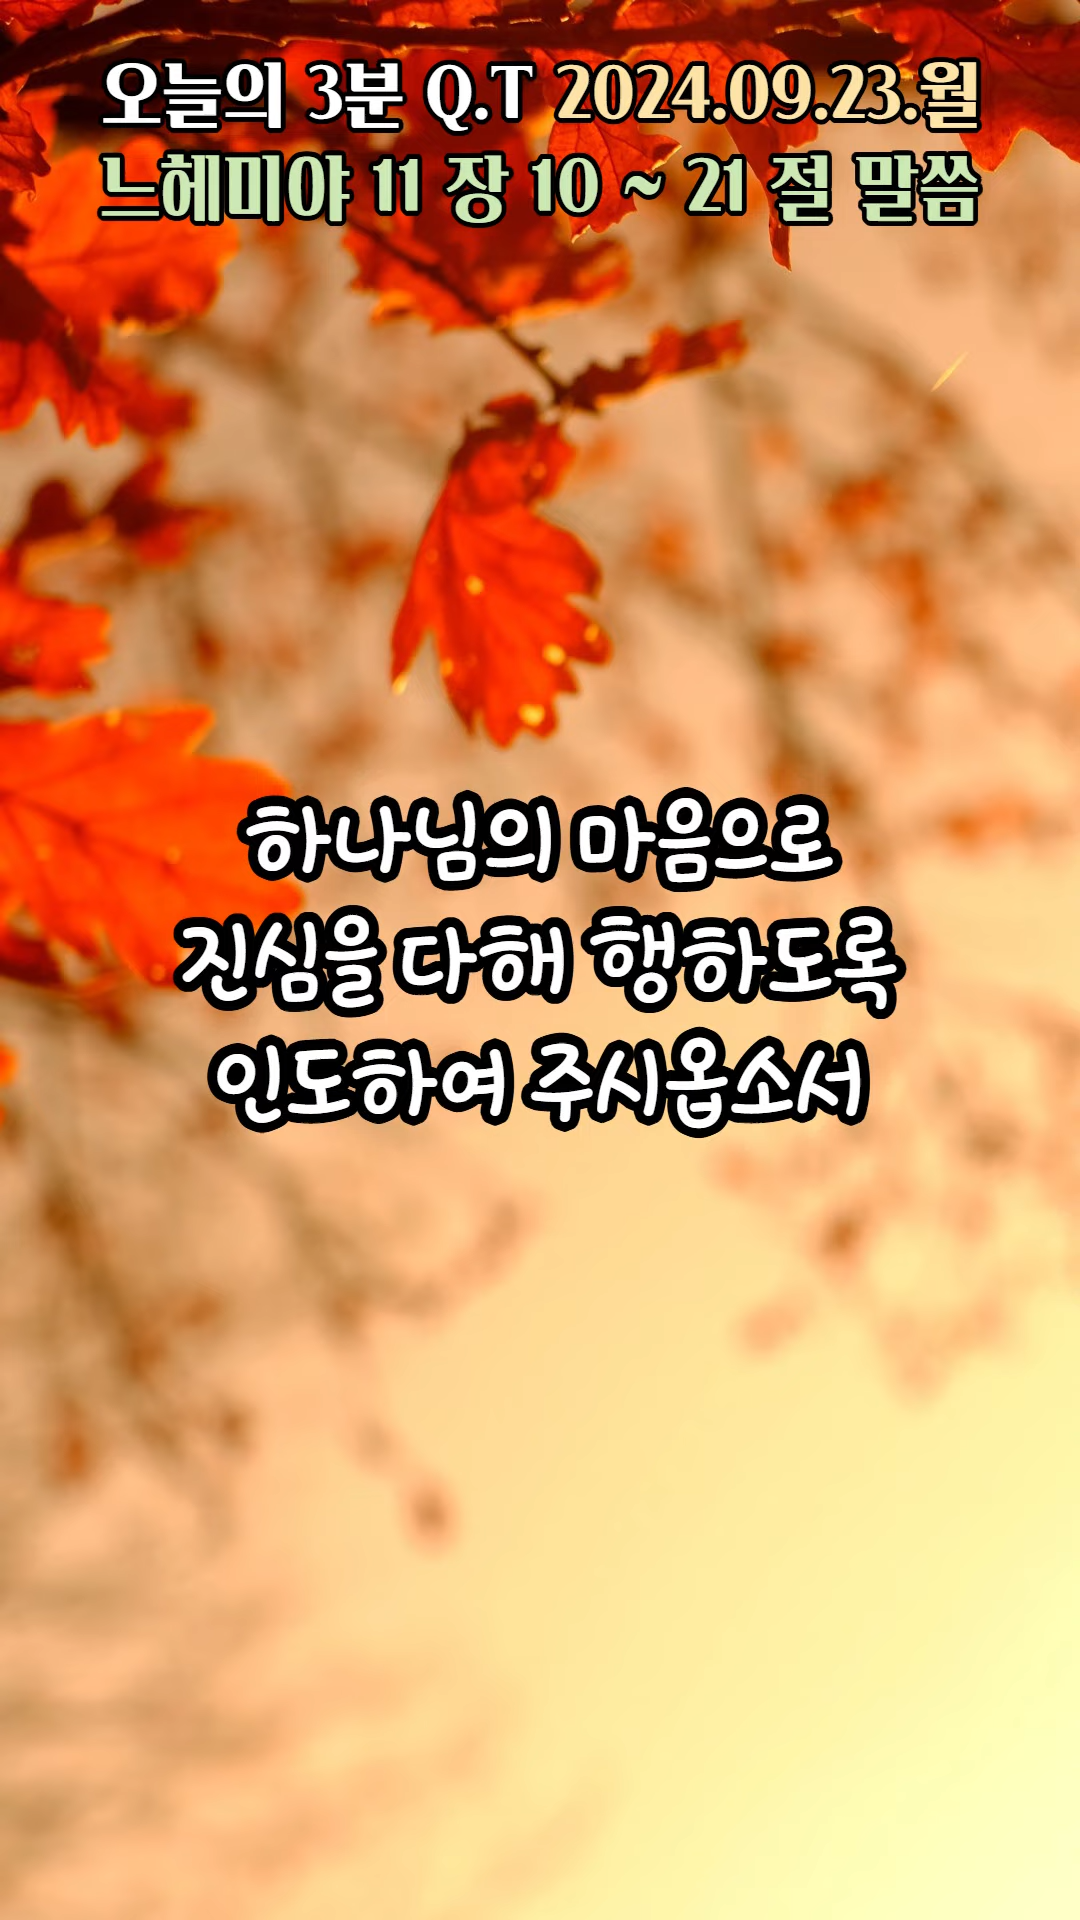 오늘의 3분 Q.T 2024.09.23.월
느헤미야 11 장 10 ~ 21 절 말씀
하나님의 마음으로
진심을 다해 행하도록
인도하여 주시옵소서